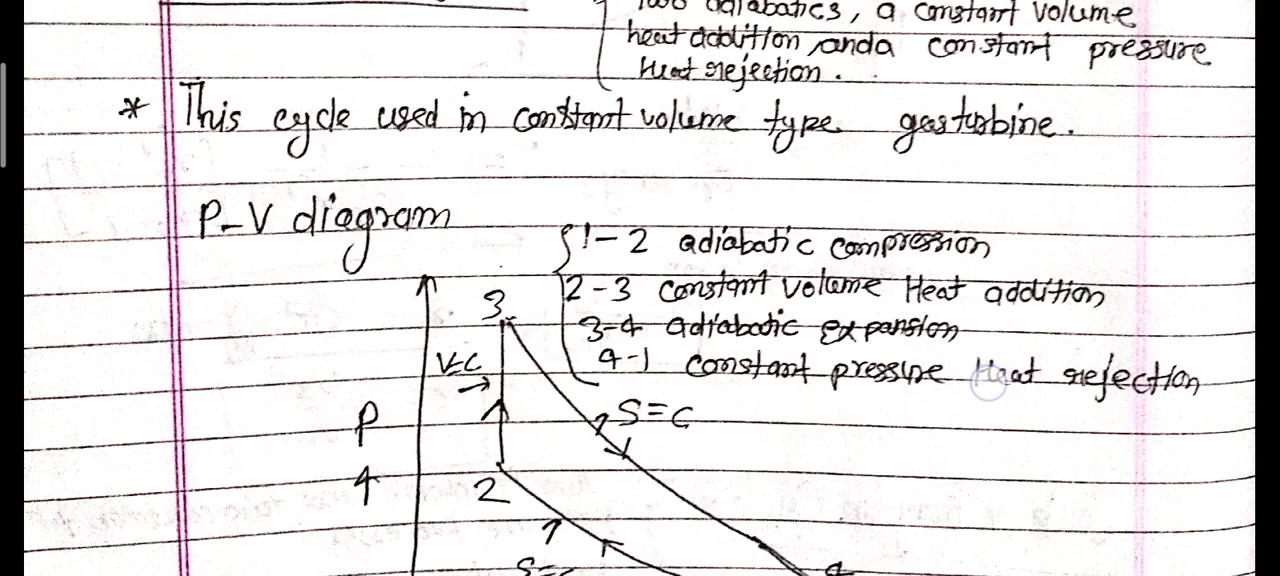 Two adiabatics, a constant volume
heat addition, and a constant pressure
Heat rejection.
* This cycle used in constant volume type gas turbine.
P-V diagram
1-2 adiabatic compression
2-3 constant volume Heat addition
3-4 adiabatic expansion
4-1 constant pressure Heat rejection
3
V=C
S=C
P
2
4
S=C